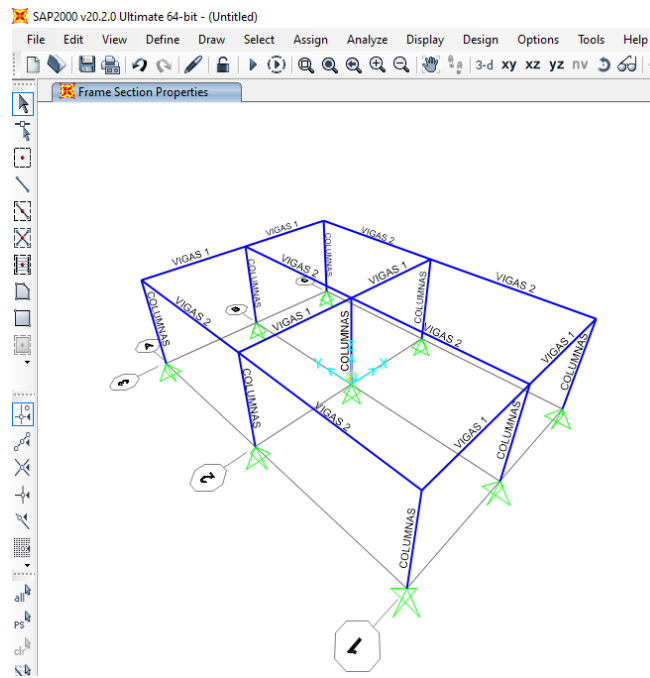 SAP2000 v20.2.0 Ultimate 64-bit - (Untitled)
File Edit View Define Draw Select Assign Analyze Display Design Options Tools Help
3-d xy xz yz nv
Frame Section Properties
VIGAS 1
VIGAS 2
COLUMNAS
VIGAS 1
VIGAS 2
COLUMNAS
VIGAS 1
VIGAS 2
COLUMNAS
VIGAS 2
VIGAS 1
COLUMNAS
COLUMNAS
VIGAS 2
VIGAS 1
COLUMNAS
COLUMNAS
VIGAS 2
VIGAS 1
COLUMNAS
COLUMNAS
3
2
COLUMNAS
1
all
PS
clr